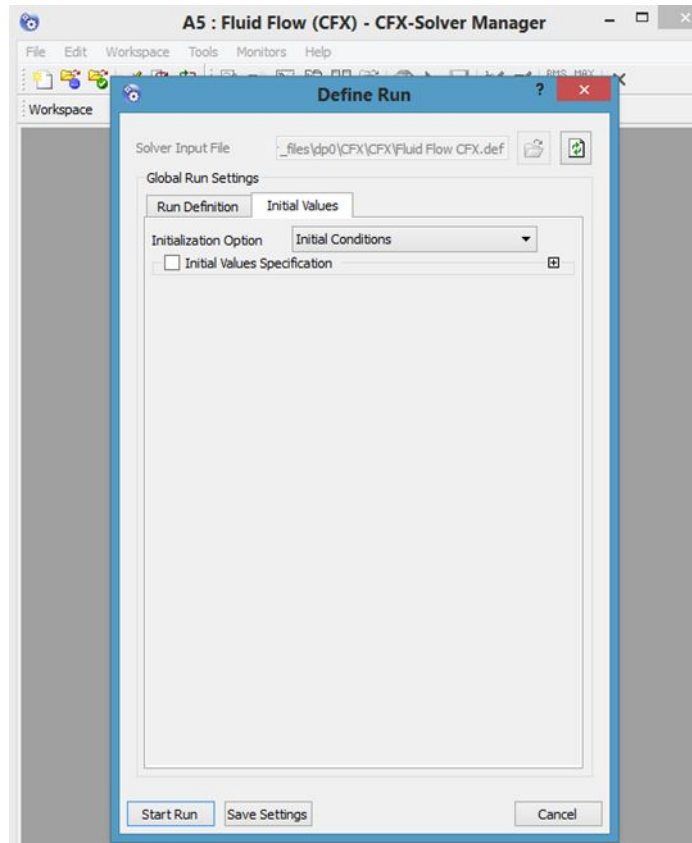 A5 : Fluid Flow (CFX) - CFX-Solver Manager
File Edit Workspace Tools Monitors Help
Workspace
Define Run
Solver Input File _files\dp0\CFX\CFX\Fluid Flow CFX.def
Global Run Settings
Run Definition Initial Values
Initialization Option Initial Conditions
Initial Values Specification
Start Run Save Settings Cancel